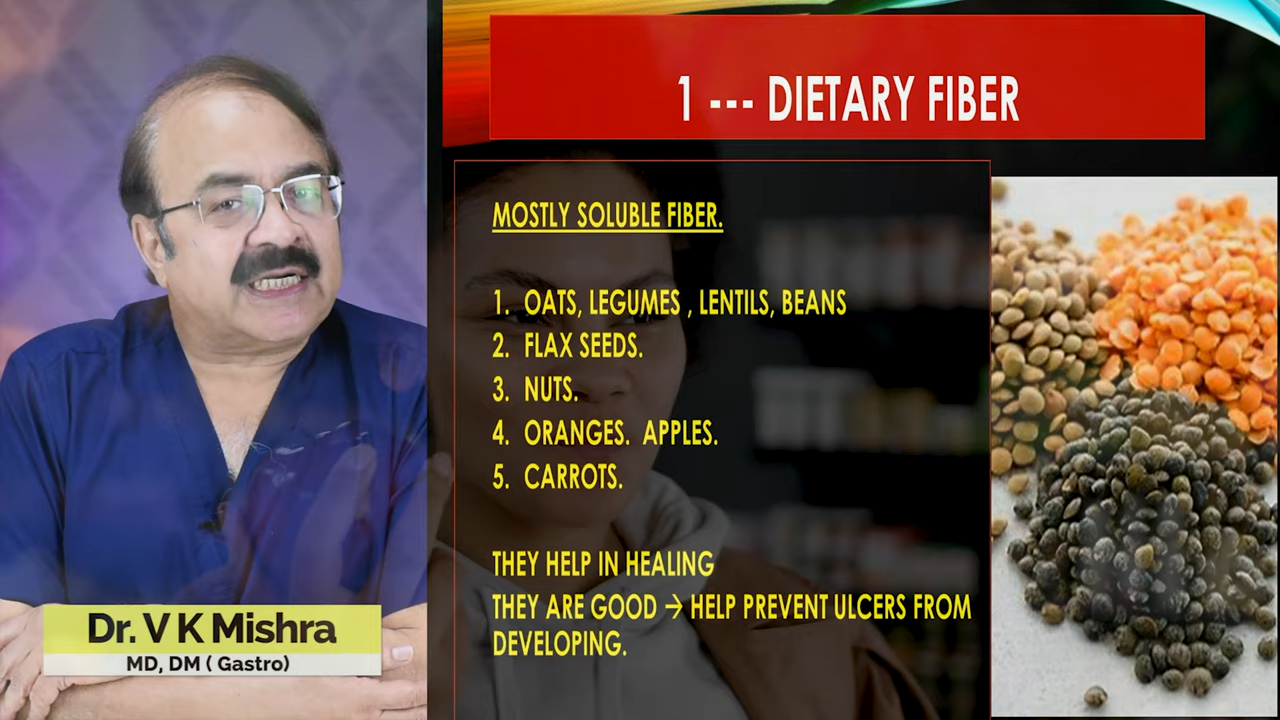 1 --- DIETARY FIBER
MOSTLY SOLUBLE FIBER.
1. OATS, LEGUMES , LENTILS, BEANS
2. FLAX SEEDS.
3. NUTS.
4. ORANGES. APPLES.
5. CARROTS.
THEY HELP IN HEALING
THEY ARE GOOD → HELP PREVENT ULCERS FROM
DEVELOPING.
Dr. V K Mishra
MD, DM ( Gastro)